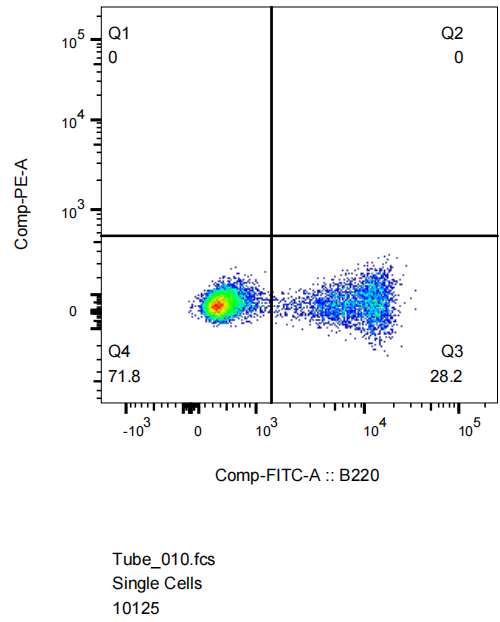 Q1
0
Q2
0
Q4
71.8
Q3
28.2
10^5
10^4
10^3
0
Comp-PE-A
-10^3
0
10^3
10^4
10^5
Comp-FITC-A :: B220
Tube_010.fcs
Single Cells
10125